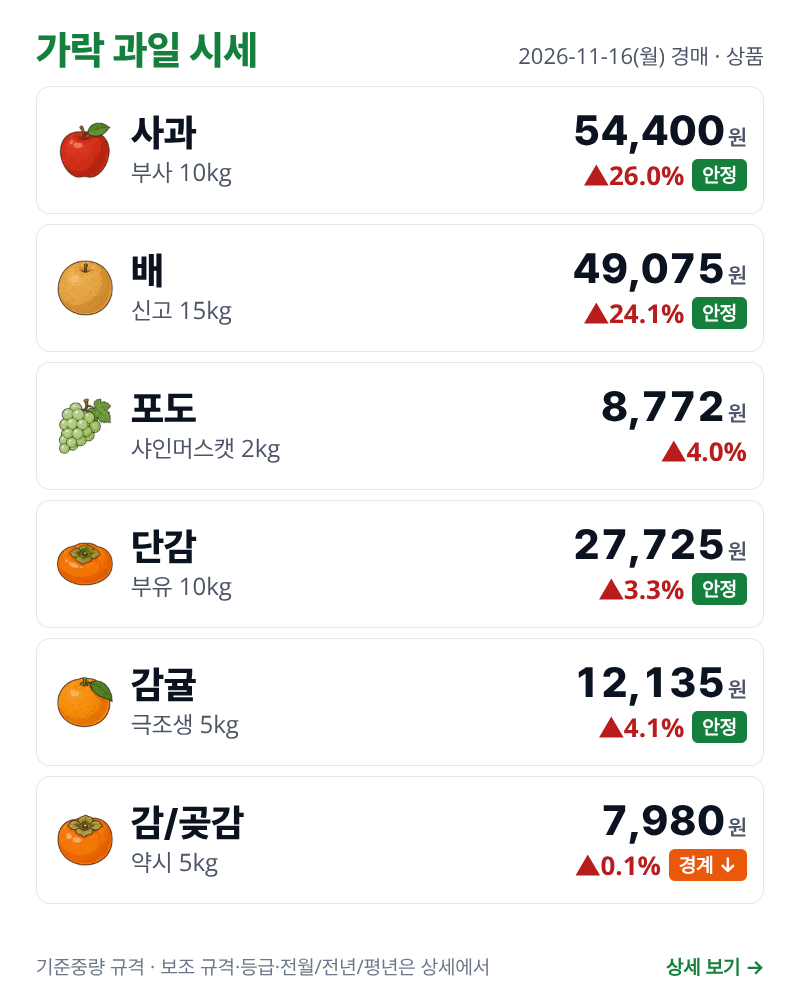 가락 과일 시세
2026-11-16(월) 경매 · 상품
사과
부사 10kg
54,400원
▲26.0% 안정
배
신고 15kg
49,075원
▲24.1% 안정
포도
샤인머스캣 2kg
8,772원
▲4.0%
단감
부유 10kg
27,725원
▲3.3% 안정
감귤
극조생 5kg
12,135원
▲4.1% 안정
감/곶감
약시 5kg
7,980원
▲0.1% 경계 ↓
기준중량 규격 · 보조 규격·등급·전월/전년/평년은 상세에서
상세 보기 →